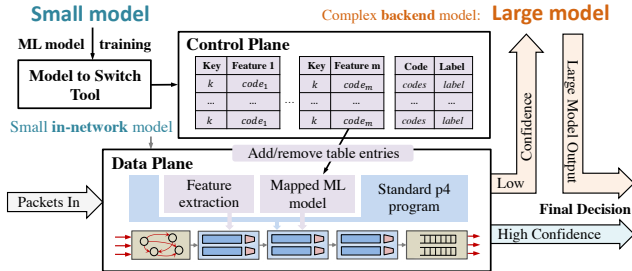 Small model
Complex backend model: Large model
ML model training
Model to Switch
Tool
Control Plane
Key Feature 1 Key Feature m Code Label
k code1 k codem codes label
... ... ... ... ... ... ...
k code1 k codem codes label
Small in-network model
Add/remove table entries
Data Plane
Packets In
Feature
extraction
Mapped ML
model
Standard p4
program
Low
Confidence
Large Model Output
Final Decision
High Confidence